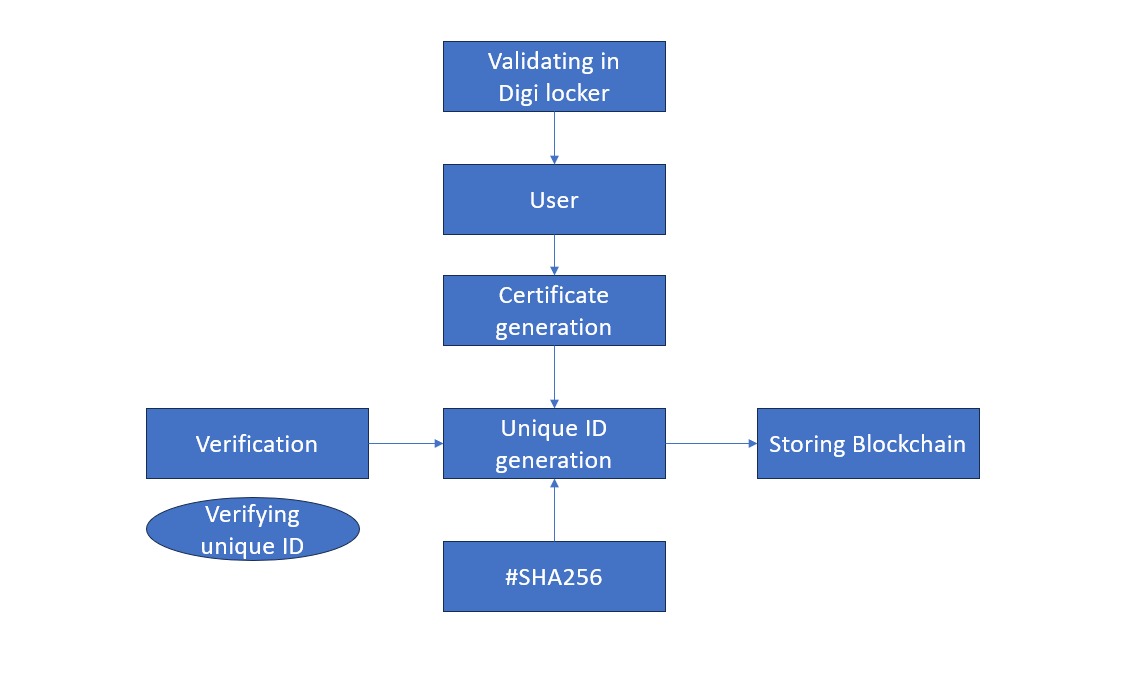 Validating in
Digi locker
User
Certificate
generation
Verification
Unique ID
generation
Storing Blockchain
Verifying
unique ID
#SHA256